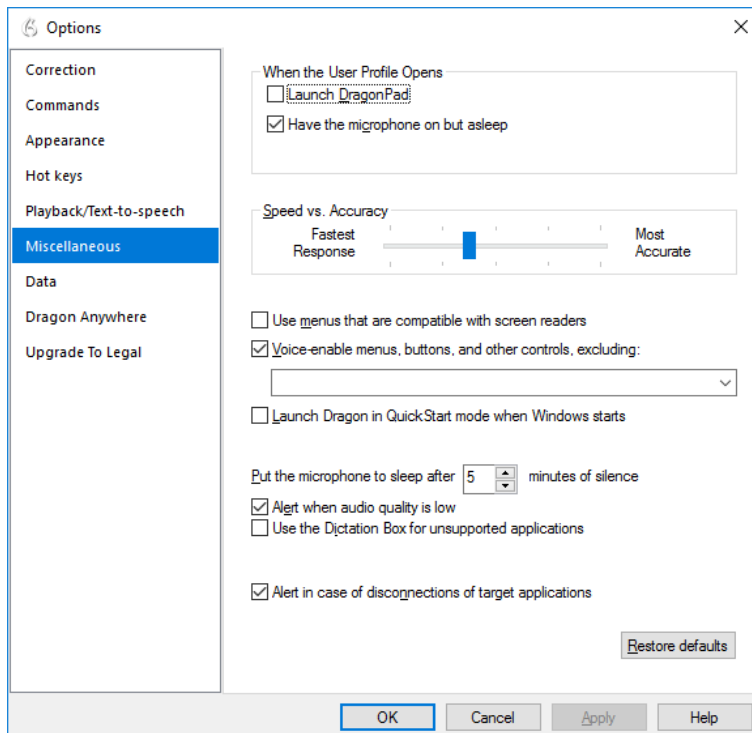 Options
Correction
Commands
Appearance
Hot keys
Playback/Text-to-speech
Miscellaneous
Data
Dragon Anywhere
Upgrade To Legal
When the User Profile Opens
Launch DragonPad
Have the microphone on but asleep
Speed vs. Accuracy
Fastest Response
Most Accurate
Use menus that are compatible with screen readers
Voice-enable menus, buttons, and other controls, excluding:
Launch Dragon in QuickStart mode when Windows starts
Put the microphone to sleep after 5 minutes of silence
Alert when audio quality is low
Use the Dictation Box for unsupported applications
Alert in case of disconnections of target applications
Restore defaults
OK Cancel Apply Help